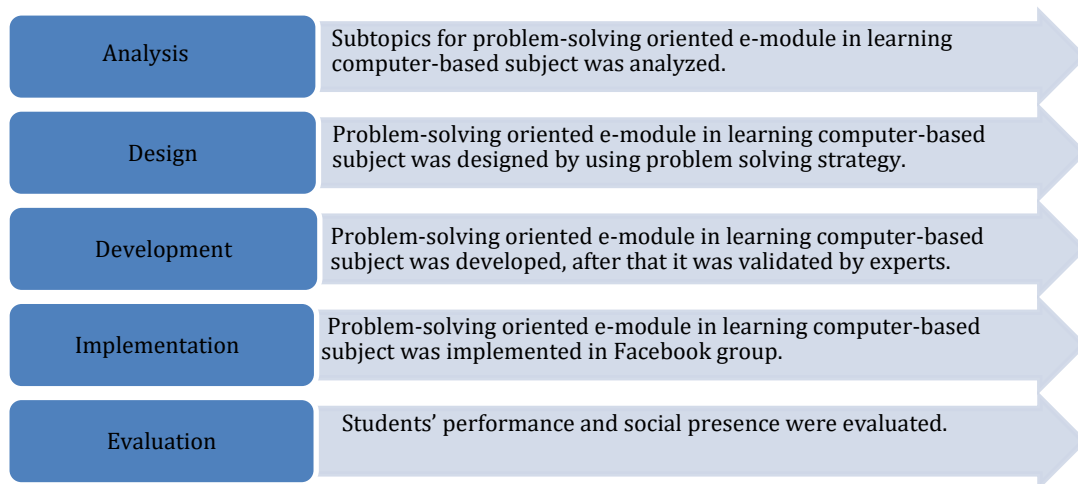 Analysis
Subtopics for problem-solving oriented e-module in learning
computer-based subject was analyzed.
Design
Problem-solving oriented e-module in learning computer-based
subject was designed by using problem solving strategy.
Development
Problem-solving oriented e-module in learning computer-based
subject was developed, after that it was validated by experts.
Implementation
Problem-solving oriented e-module in learning computer-based
subject was implemented in Facebook group.
Evaluation
Students’ performance and social presence were evaluated.